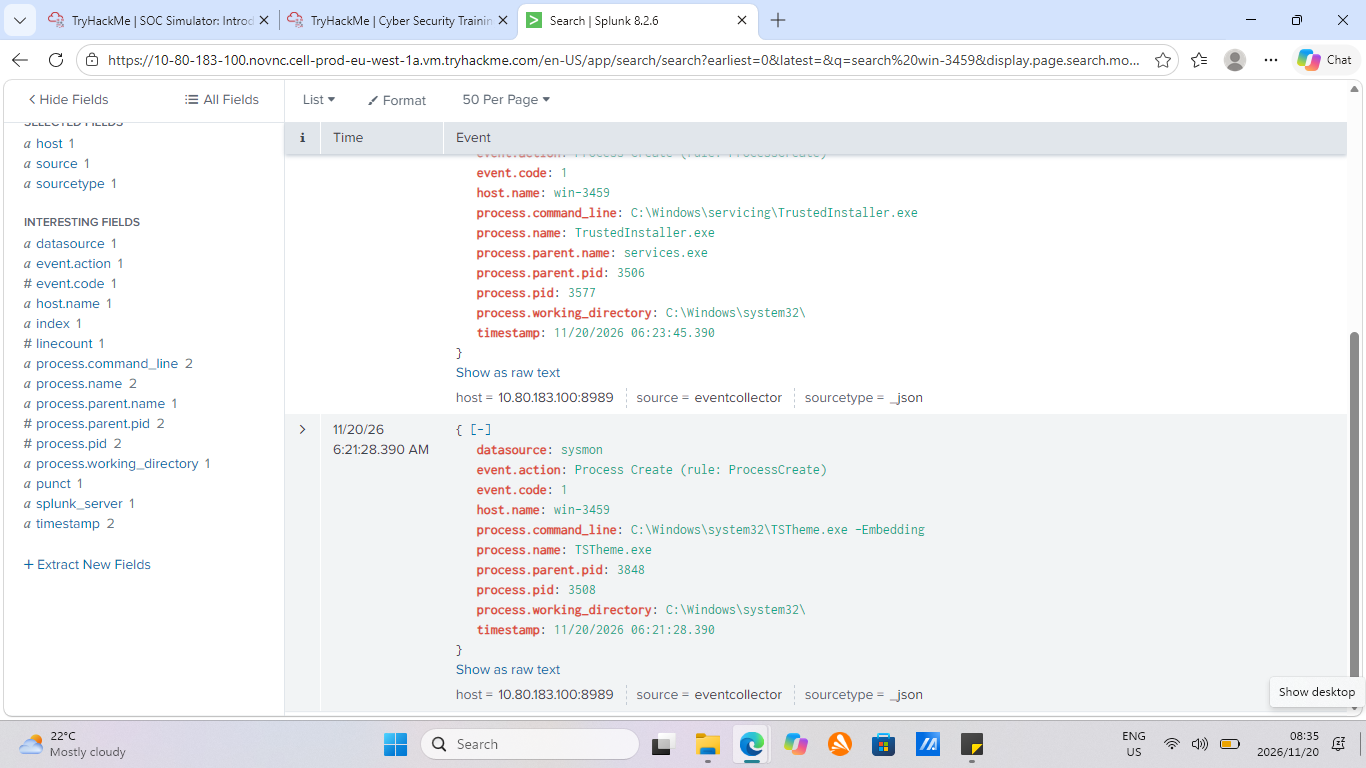 TryHackMe | SOC Simulator: Introd
TryHackMe | Cyber Security Trainin
Search | Splunk 8.2.6
https://10-80-183-100.novnc.cell-prod-eu-west-1a.vm.tryhackme.com/en-US/app/search/search?earliest=0&latest=&q=search%20win-3459&display.page.search.mo...
Chat
Hide Fields
All Fields
List
Format
50 Per Page
SELECTED FIELDS
a host 1
a source 1
a sourcetype 1
INTERESTING FIELDS
a datasource 1
a event.action 1
# event.code 1
a host.name 1
a index 1
# linecount 1
a process.command_line 2
a process.name 2
a process.parent.name 1
# process.parent.pid 2
# process.pid 2
a process.working_directory 1
a punct 1
a splunk_server 1
a timestamp 2
+ Extract New Fields
i Time Event
event.action: Process Create (rule: ProcessCreate)
event.code: 1
host.name: win-3459
process.command_line: C:\Windows\servicing\TrustedInstaller.exe
process.name: TrustedInstaller.exe
process.parent.name: services.exe
process.parent.pid: 3506
process.pid: 3577
process.working_directory: C:\Windows\system32\
timestamp: 11/20/2026 06:23:45.390
}
Show as raw text
host = 10.80.183.100:8989 source = eventcollector sourcetype = _json
11/20/26
6:21:28.390 AM
{ [-]
datasource: sysmon
event.action: Process Create (rule: ProcessCreate)
event.code: 1
host.name: win-3459
process.command_line: C:\Windows\system32\TSTheme.exe -Embedding
process.name: TSTheme.exe
process.parent.pid: 3848
process.pid: 3508
process.working_directory: C:\Windows\system32\
timestamp: 11/20/2026 06:21:28.390
}
Show as raw text
host = 10.80.183.100:8989 source = eventcollector sourcetype = _json
Show desktop
22°C
Mostly cloudy
Search
ENG
US
08:35
2026/11/20